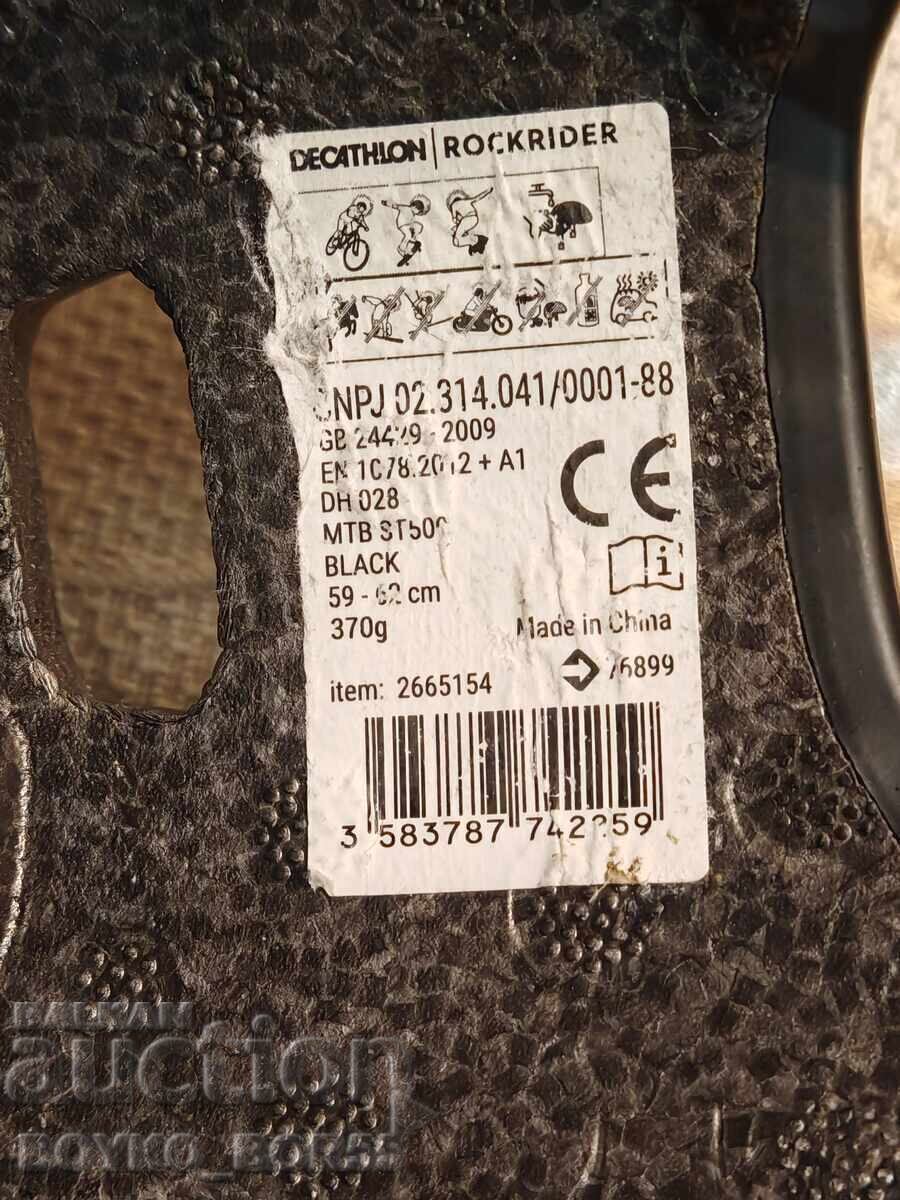 DECATHLON | ROCKRIDER
CNPJ 02.314.041/0001-88
GB 24429-2009
EN 1078:2012 + A1
DH 028
MTB ST500
BLACK
59 - 62 cm
370g
Made in China
76899
item: 2665154
CE
i
3 583787
BALKAN
auction
BOYKO_BOR55